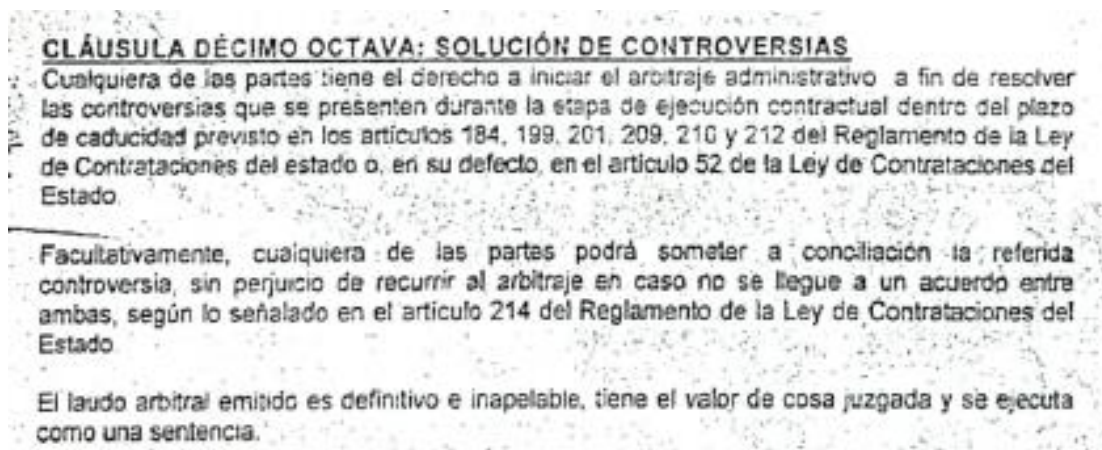 CLÁUSULA DÉCIMO OCTAVA: SOLUCIÓN DE CONTROVERSIAS
Cualquiera de las partes tiene el derecho a iniciar el arbitraje administrativo a fin de resolver
las controversias que se presenten durante la etapa de ejecución contractual dentro del plazo
de caducidad previsto en los artículos 184, 199, 201, 209, 210 y 212 del Reglamento de la Ley
de Contrataciones del estado o, en su defecto, en el artículo 52 de la Ley de Contrataciones del
Estado.
Facultativamente, cualquiera de las partes podrá someter a conciliación la referida
controversia, sin perjuicio de recurrir al arbitraje en caso no se llegue a un acuerdo entre
ambas, según lo señalado en el artículo 214 del Reglamento de la Ley de Contrataciones del
Estado.
El laudo arbitral emitido es definitivo e inapelable, tiene el valor de cosa juzgada y se ejecuta
como una sentencia.